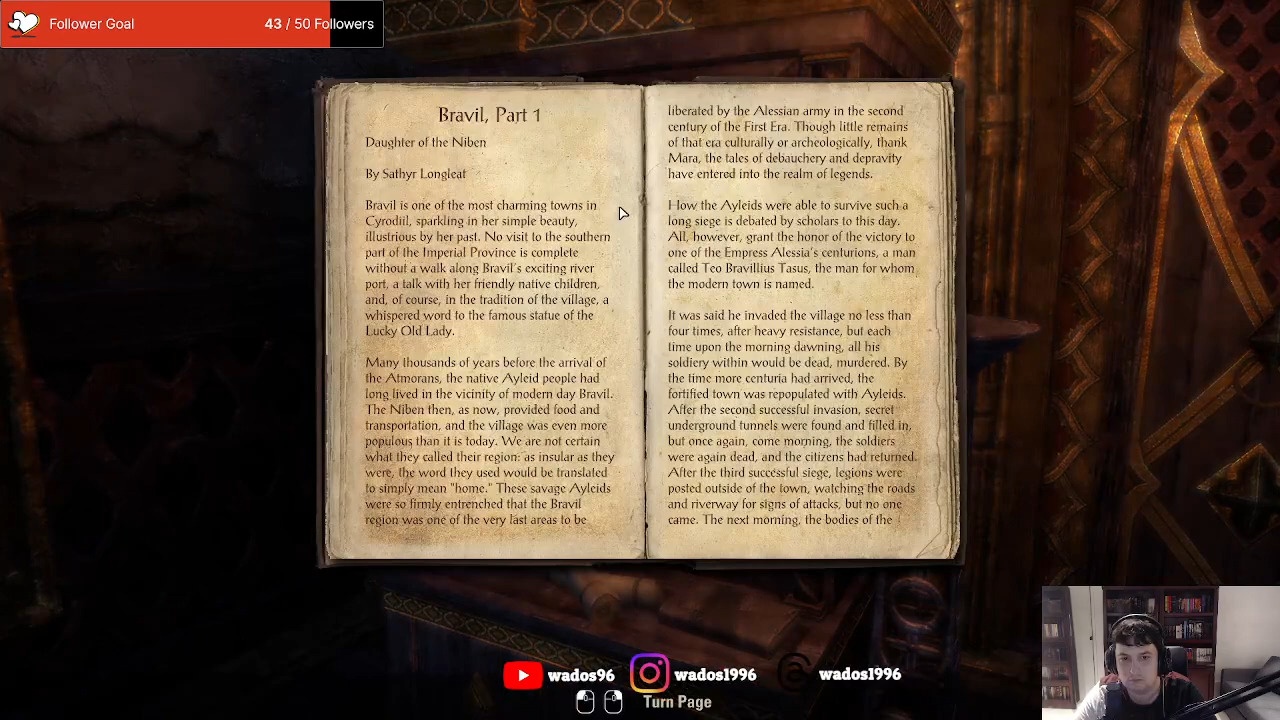 Follower Goal
43 / 50 Followers
Bravil, Part 1
Daughter of the Niben
By Sathyr Longleat
Bravil is one of the most charming towns in
Cyrodiil, sparkling in her simple beauty,
illustrious by her past. No visit to the southern
part of the Imperial Province is complete
without a walk along Bravil's exciting river
port, a talk with her friendly native children,
and, of course, in the tradition of the village, a
whispered word to the famous statue of the
Lucky Old Lady.
Many thousands of years before the arrival of
the Atmorans, the native Ayleid people had
long lived in the vicinity of modern day Bravil.
The Niben then, as now, provided food and
transportation, and the village was even more
populous than it is today. We are not certain
what they called their region: as insular as they
were, the word they used would be translated
to simply mean "home." These savage Ayleids
were so firmly entrenched that the Bravil
region was one of the very last areas to be
liberated by the Alessian army in the second
century of the First Era. Though little remains
of that era culturally or archeologically, thank
Mara, the tales of debauchery and depravity
have entered into the realm of legends.
How the Ayleids were able to survive such a
long siege is debated by scholars to this day.
All, however, grant the honor of the victory to
one of the Empress Alessia's centurions, a man
called Teo Bravillius Tasus, the man for whom
the modern town is named.
It was said he invaded the village no less than
four times, after heavy resistance, but each
time upon the morning dawning, all his
soldiery within would be dead, murdered. By
the time more centuria had arrived, the
fortified town was repopulated with Ayleids.
After the second successful invasion, secret
underground tunnels were found and filled in,
but once again, come morning, the soldiers
were again dead, and the citizens had returned.
After the third successful siege, legions were
posted outside of the town, watching the roads
and riverway for signs of attacks, but no one
came. The next morning, the bodies of the
wados96
wados1996
wados1996
Turn Page